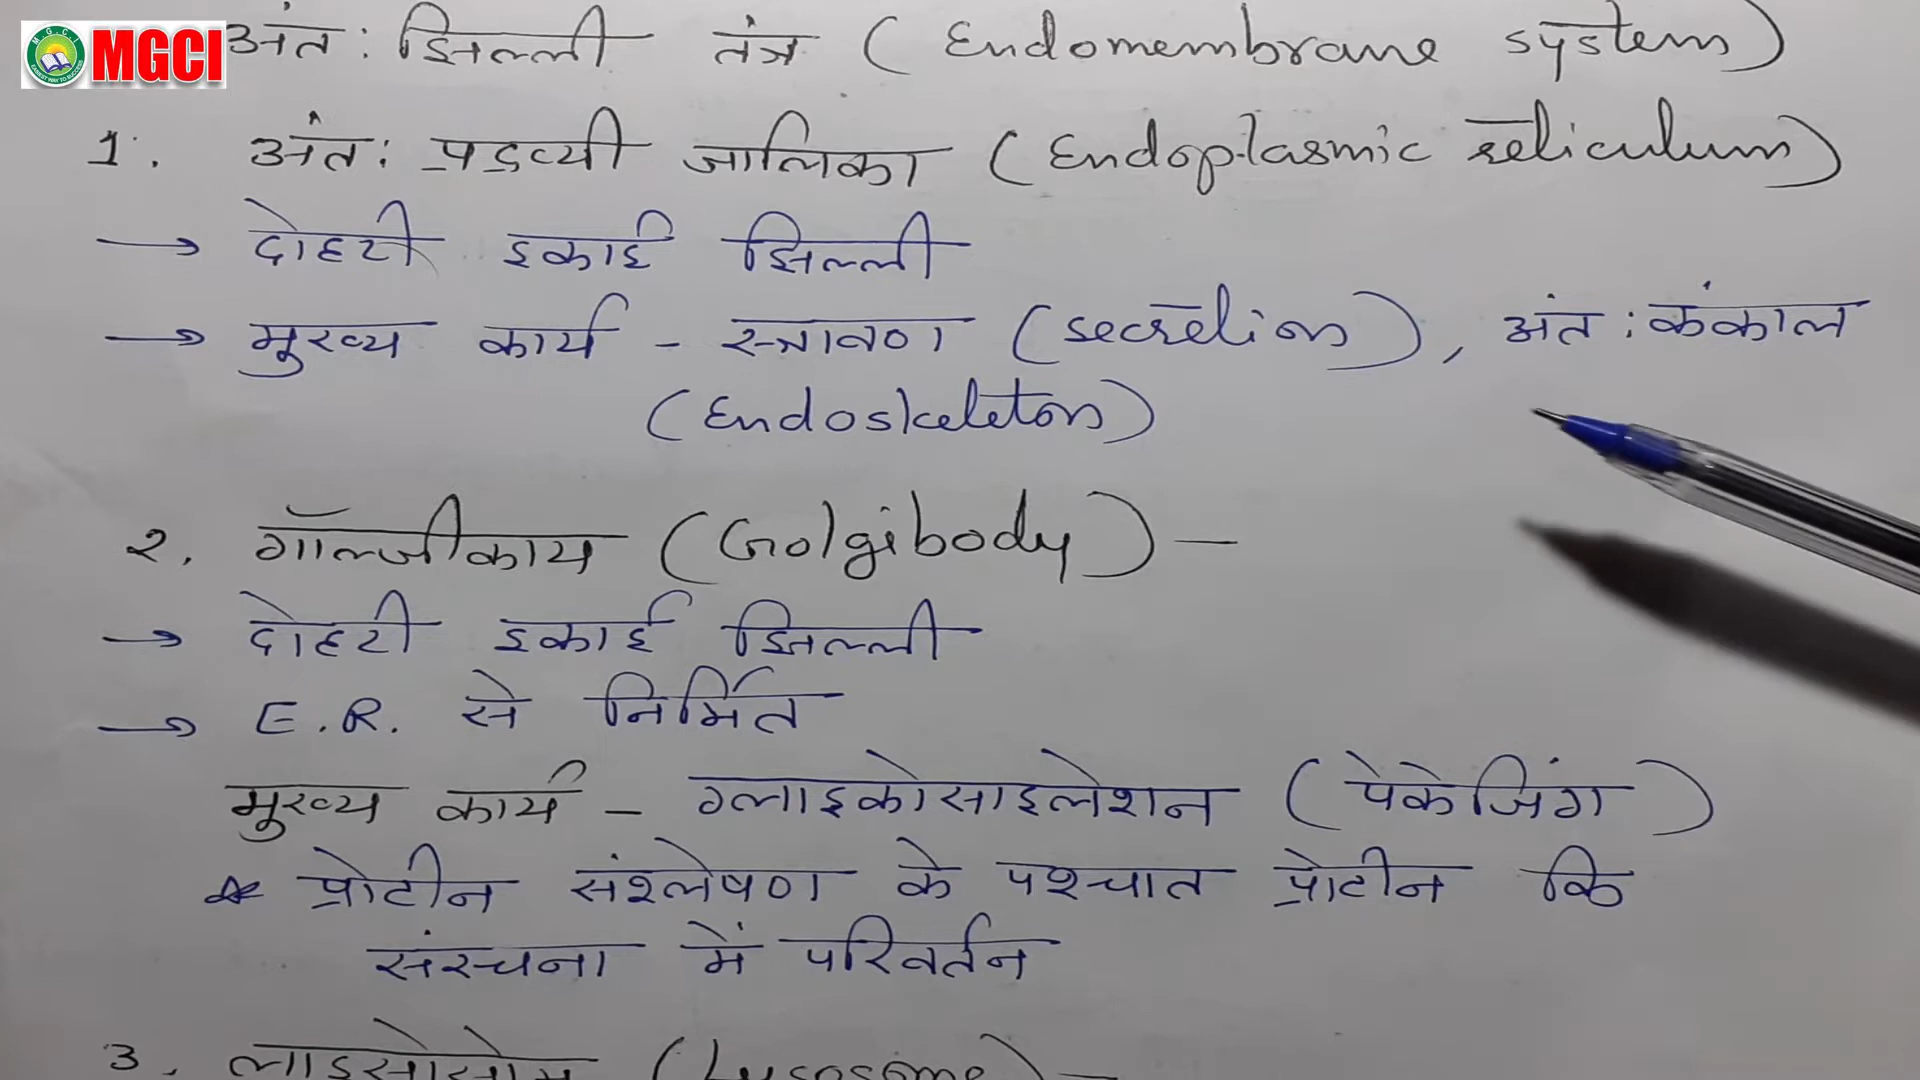 MGCI
अंत: झिल्ली तंत्र (Endomembrane system)
1. अंत: प्रद्रव्यी जालिका (Endoplasmic reticulum)
→ दोहरी इकाई झिल्ली
→ मुख्य कार्य - स्त्रावण (secretion), अंत: कंकाल
(Endoskeleton)
2. गॉल्जीकाय (Golgibody) -
→ दोहरी इकाई झिल्ली
→ E.R. से निर्मित
मुख्य कार्य - ग्लाइकोसाइलेशन (पेकेजिंग)
* प्रोटीन संश्लेषण के पश्चात प्रोटीन कि
संरचना में परिवर्तन
3. लाइसोसोम (Lysosome) -